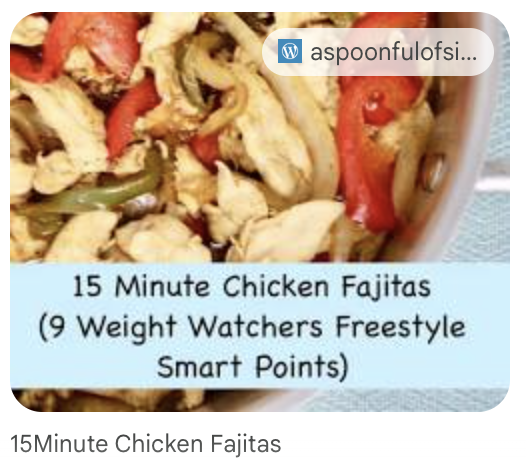 aspoonfulofsi...
15 Minute Chicken Fajitas
(9 Weight Watchers Freestyle
Smart Points)
15Minute Chicken Fajitas